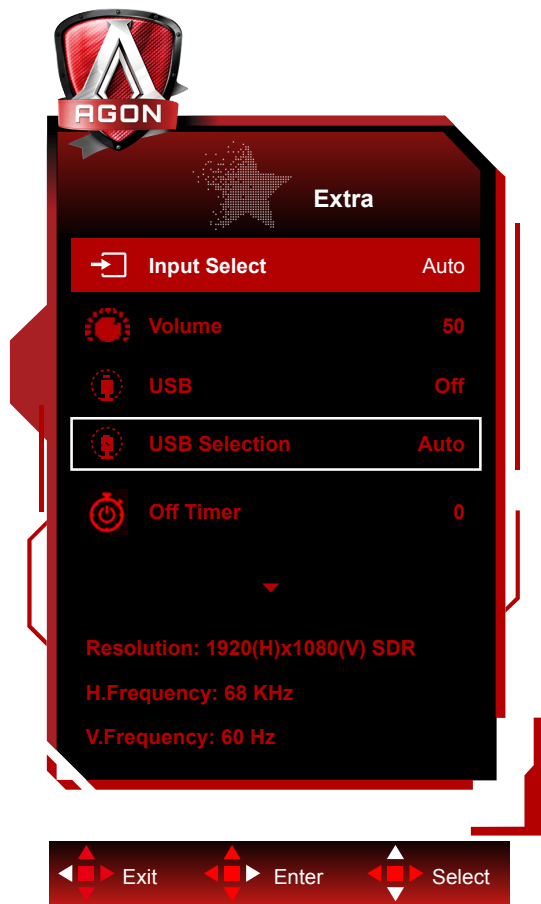 AGON
Extra
Input Select Auto
Volume 50
USB Off
USB Selection Auto
Off Timer 0
Resolution: 1920(H)x1080(V) SDR
H.Frequency: 68 KHz
V.Frequency: 60 Hz
Exit Enter Select